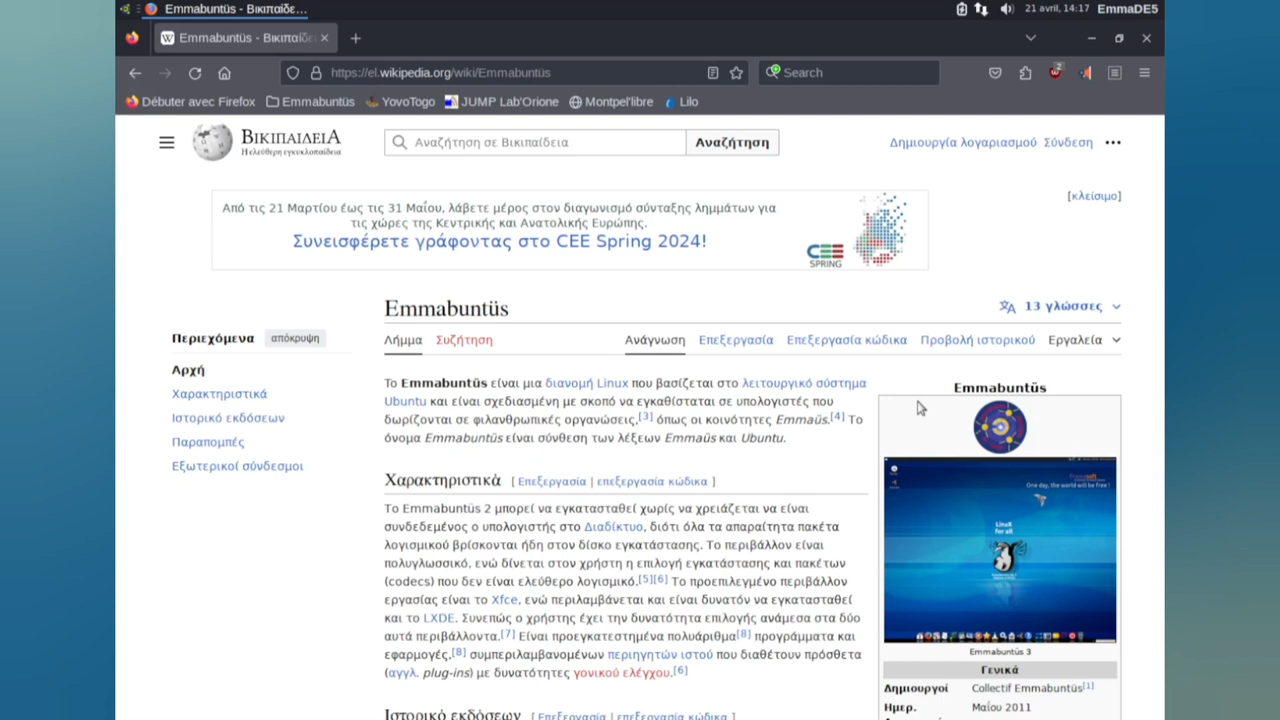 Emmabuntüs - Βικιπαίδε…
21 avril, 14:17 EmmaDE5
Emmabuntüs - Βικιπαίδε
https://el.wikipedia.org/wiki/Emmabuntüs
Search
2
Débuter avec Firefox Emmabuntüs YovoTogo JUMP Lab'Orione Montpel'libre Lilo
ΒΙΚΙΠΑΙΔΕΙΑ
Η ελεύθερη εγκυκλοπαίδεια
Αναζήτηση σε Βικιπαίδεια
Αναζήτηση
Δημιουργία λογαριασμού Σύνδεση
[κλείσιμο]
Από τις 21 Μαρτίου έως τις 31 Μαΐου, λάβετε μέρος στον διαγωνισμό σύνταξης λημμάτων για
τις χώρες της Κεντρικής και Ανατολικής Ευρώπης.
Συνεισφέρετε γράφοντας στο CEE Spring 2024!
CEE
SPRING
Emmabuntüs
13 γλώσσες
Περιεχόμενα απόκρυψη
Αρχή
Χαρακτηριστικά
Ιστορικό εκδόσεων
Παραπομπές
Εξωτερικοί σύνδεσμοι
Λήμμα Συζήτηση
Ανάγνωση Επεξεργασία Επεξεργασία κώδικα Προβολή ιστορικού Εργαλεία
Το Emmabuntüs είναι μια διανομή Linux που βασίζεται στο λειτουργικό σύστημα
Ubuntu και είναι σχεδιασμένη με σκοπό να εγκαθίσταται σε υπολογιστές που
δωρίζονται σε φιλανθρωπικές οργανώσεις,[3] όπως οι κοινότητες Emmaüs.[4] Το
όνομα Emmabuntüs είναι σύνθεση των λέξεων Emmaüs και Ubuntu.
Χαρακτηριστικά [ Επεξεργασία | επεξεργασία κώδικα ]
Το Emmabuntüs 2 μπορεί να εγκατασταθεί χωρίς να χρειάζεται να είναι
συνδεδεμένος ο υπολογιστής στο Διαδίκτυο, διότι όλα τα απαραίτητα πακέτα
λογισμικού βρίσκονται ήδη στον δίσκο εγκατάστασης. Το περιβάλλον είναι
πολυγλωσσικό, ενώ δίνεται στον χρήστη η επιλογή εγκατάστασης και πακέτων
(codecs) που δεν είναι ελεύθερο λογισμικό.[5][6] Το προεπιλεγμένο περιβάλλον
εργασίας είναι το Xfce, ενώ περιλαμβάνεται και είναι δυνατόν να εγκατασταθεί
και το LXDE. Συνεπώς ο χρήστης έχει την δυνατότητα επιλογής ανάμεσα στα δύο
αυτά περιβάλλοντα.[7] Είναι προεγκατεστημένα πολυάριθμα[8] προγράμματα και
εφαρμογές,[8] συμπεριλαμβανομένων περιηγητών ιστού που διαθέτουν πρόσθετα
(αγγλ. plug-ins) με δυνατότητες γονικού ελέγχου.[6]
Ιστορικό εκδόσεων [ Επεξεργασία | επεξεργασία κώδικα ]
Emmabuntüs
One day, the world will be free !
LinuX
for all
Emmabuntüs 3
Γενικά
Δημιουργοί Collectif Emmabuntüs[1]
Ημερ. Μαΐου 2011